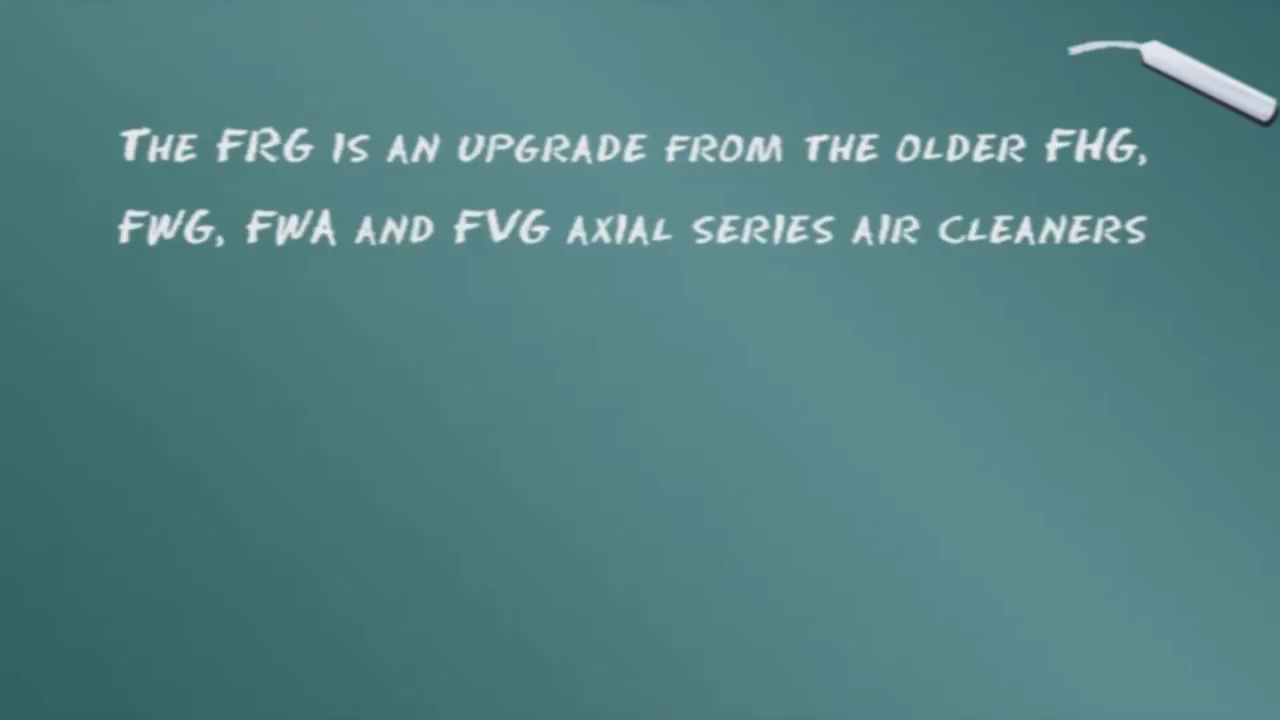 The FRG is an upgrade from the older FHG,
FWG, FWA and FVG axial series air cleaners